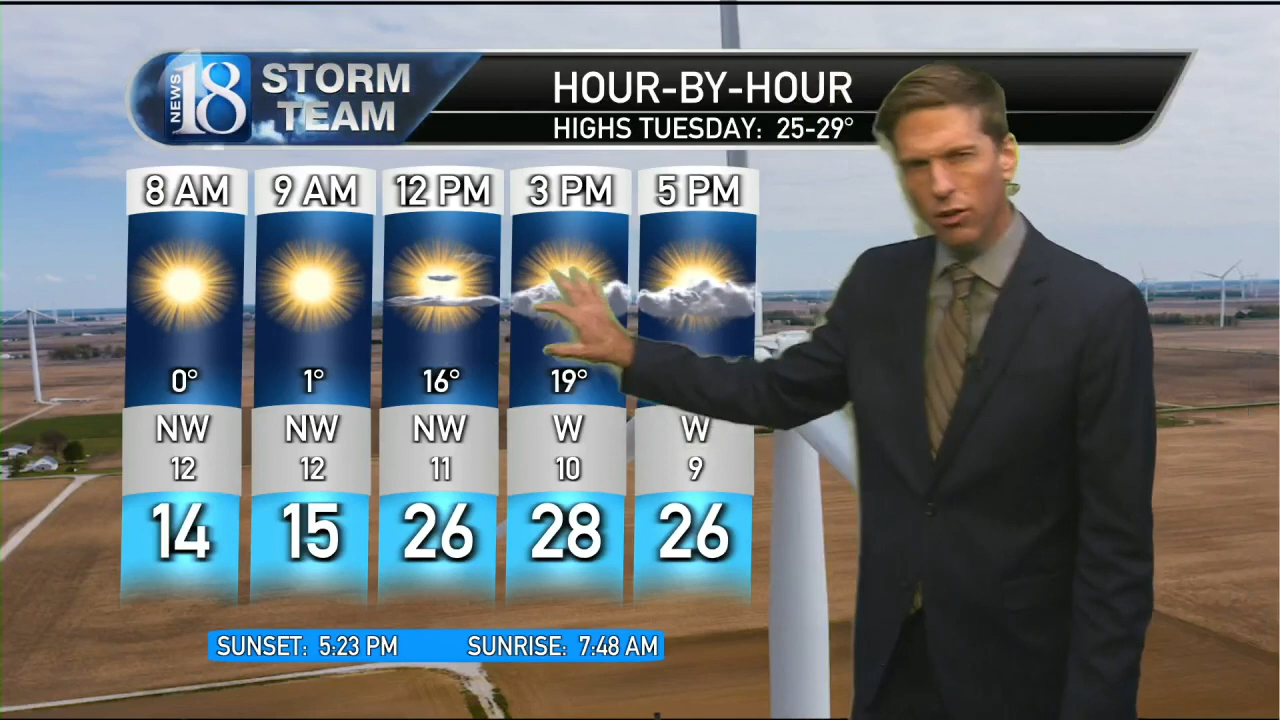 NEWS 18 STORM TEAM
HOUR-BY-HOUR
HIGHS TUESDAY: 25-29°
8 AM 9 AM 12 PM 3 PM 5 PM
0° 1° 16° 19°
NW NW NW W W
12 12 11 10 9
14 15 26 28 26
SUNSET: 5:23 PM SUNRISE: 7:48 AM